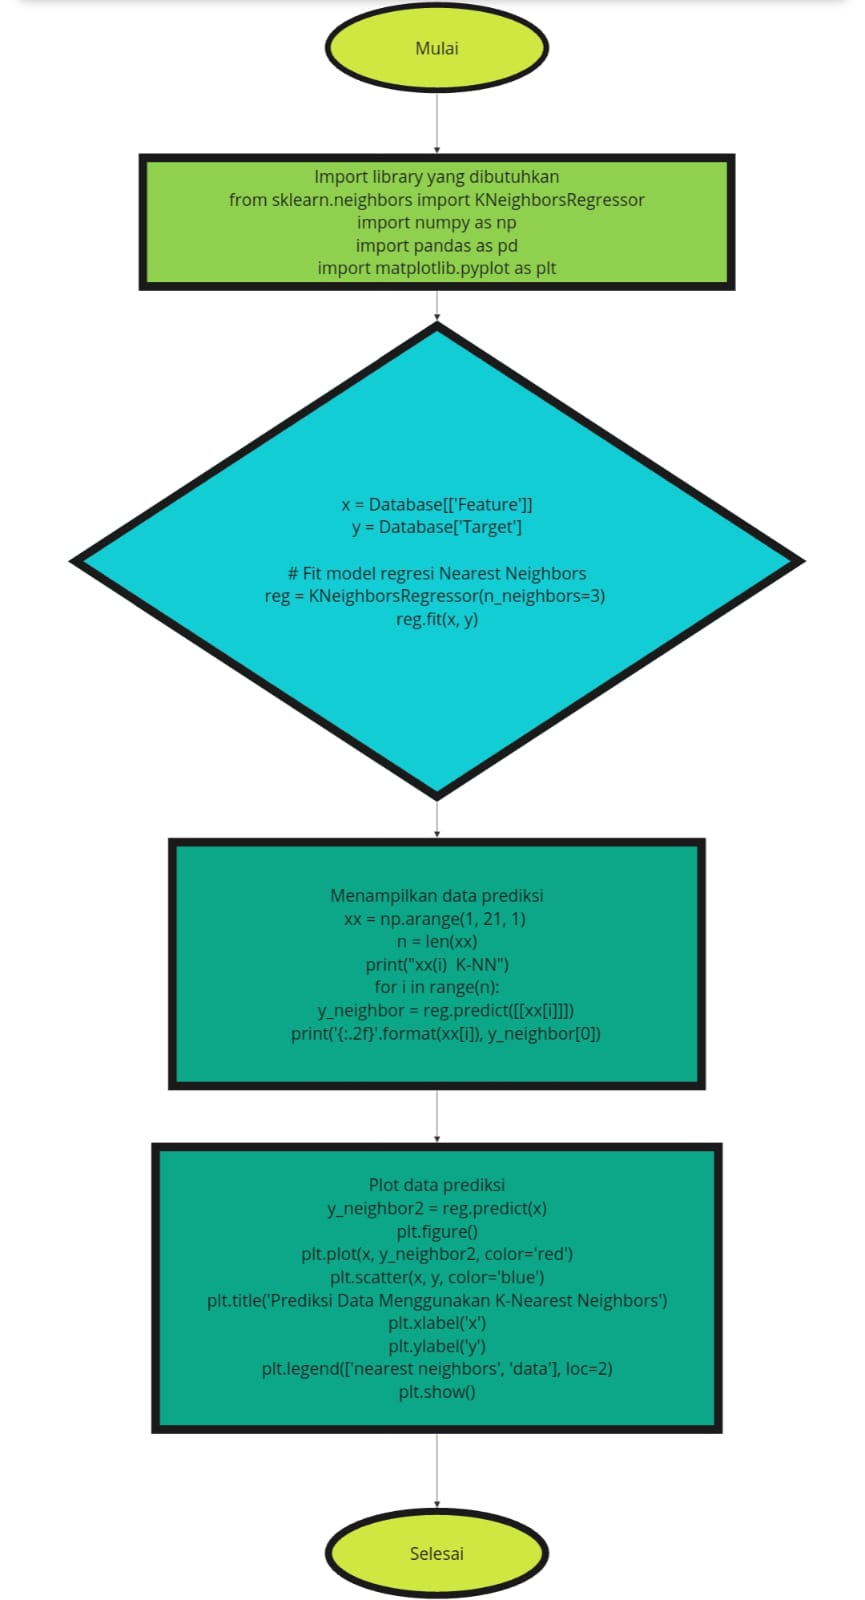 Mulai
Import library yang dibutuhkan
from sklearn.neighbors import KNeighborsRegressor
import numpy as np
import pandas as pd
import matplotlib.pyplot as plt
x = Database[['Feature']]
y = Database['Target']
# Fit model regresi Nearest Neighbors
reg = KNeighborsRegressor(n_neighbors=3)
reg.fit(x, y)
Menampilkan data prediksi
xx = np.arange(1, 21, 1)
n = len(xx)
print("xx(i)  K-NN")
for i in range(n):
y_neighbor = reg.predict([[xx[i]]])
print('{:.2f}'.format(xx[i]), y_neighbor[0])
Plot data prediksi
y_neighbor2 = reg.predict(x)
plt.figure()
plt.plot(x, y_neighbor2, color='red')
plt.scatter(x, y, color='blue')
plt.title('Prediksi Data Menggunakan K-Nearest Neighbors')
plt.xlabel('x')
plt.ylabel('y')
plt.legend(['nearest neighbors', 'data'], loc=2)
plt.show()
Selesai